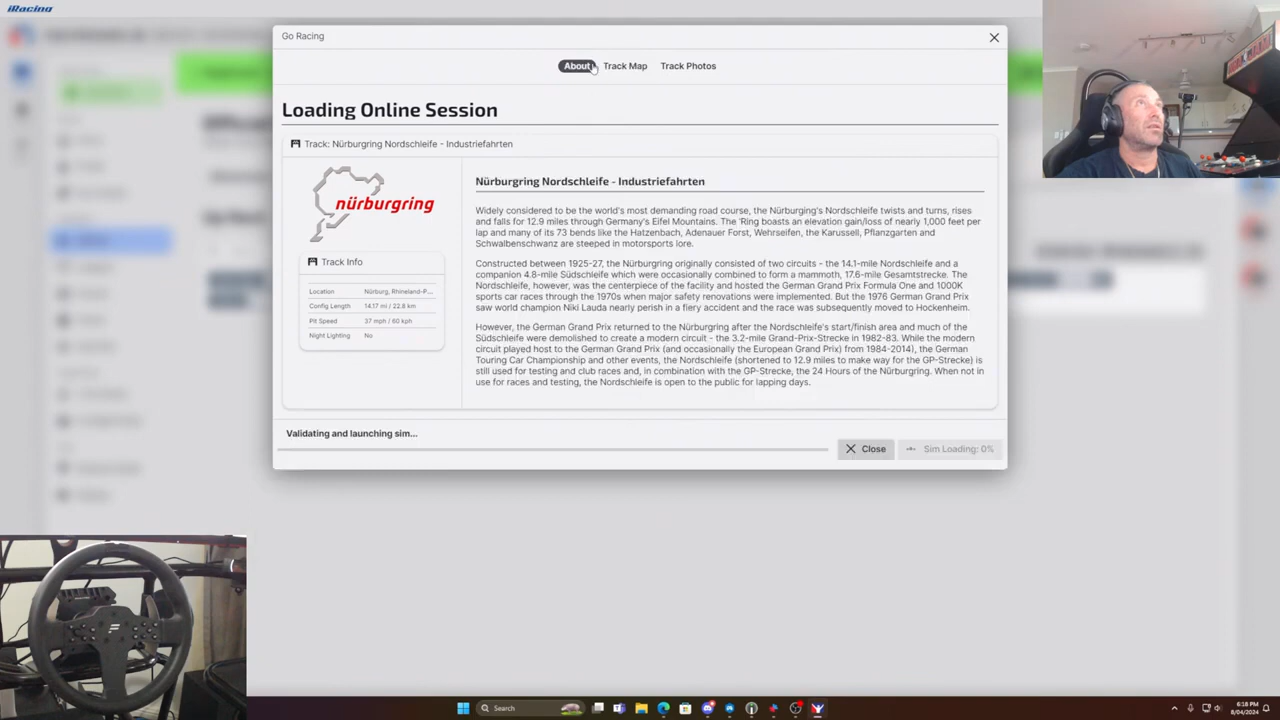 iRacing
Go Racing
About
Track Map
Track Photos
Loading Online Session
Track: Nürburgring Nordschleife - Industriefahrten
nürburgring
Track Info
Location Nürburg, Rhineland-P...
Config Length 14.17 mi / 22.8 km
Pit Speed 37 mph / 60 kph
Night Lighting No
Nürburgring Nordschleife - Industriefahrten
Widely considered to be the world's most demanding road course, the Nürburging's Nordschleife twists and turns, rises
and falls for 12.9 miles through Germany's Eifel Mountains. The 'Ring boasts an elevation gain/loss of nearly 1,000 feet per
lap and many of its 73 bends like the Hatzenbach, Adenauer Forst, Wehrseifen, the Karussell, Pflanzgarten and
Schwalbenschwanz are steeped in motorsports lore.
Constructed between 1925-27, the Nürburgring originally consisted of two circuits - the 14.1-mile Nordschleife and a
companion 4.8-mile Südschleife which were occasionally combined to form a mammoth, 17.6-mile Gesamtstrecke. The
Nordschleife, however, was the centerpiece of the facility and hosted the German Grand Prix Formula One and 1000K
sports car races through the 1970s when major safety renovations were implemented. But the 1976 German Grand Prix
saw world champion Niki Lauda nearly perish in a fiery accident and the race was subsequently moved to Hockenheim.
However, the German Grand Prix returned to the Nürburgring after the Nordschleife's start/finish area and much of the
Südschleife were demolished to create a modern circuit - the 3.2-mile Grand-Prix-Strecke in 1982-83. While the modern
circuit played host to the German Grand Prix (and occasionally the European Grand Prix) from 1984-2014), the German
Touring Car Championship and other events, the Nordschleife (shortened to 12.9 miles to make way for the GP-Strecke) is
still used for testing and club races and, in combination with the GP-Strecke, the 24 Hours of the Nürburgring. When not in
use for races and testing, the Nordschleife is open to the public for lapping days.
Validating and launching sim...
Close
Sim Loading: 0%
Search
6:18 PM
8/04/2024